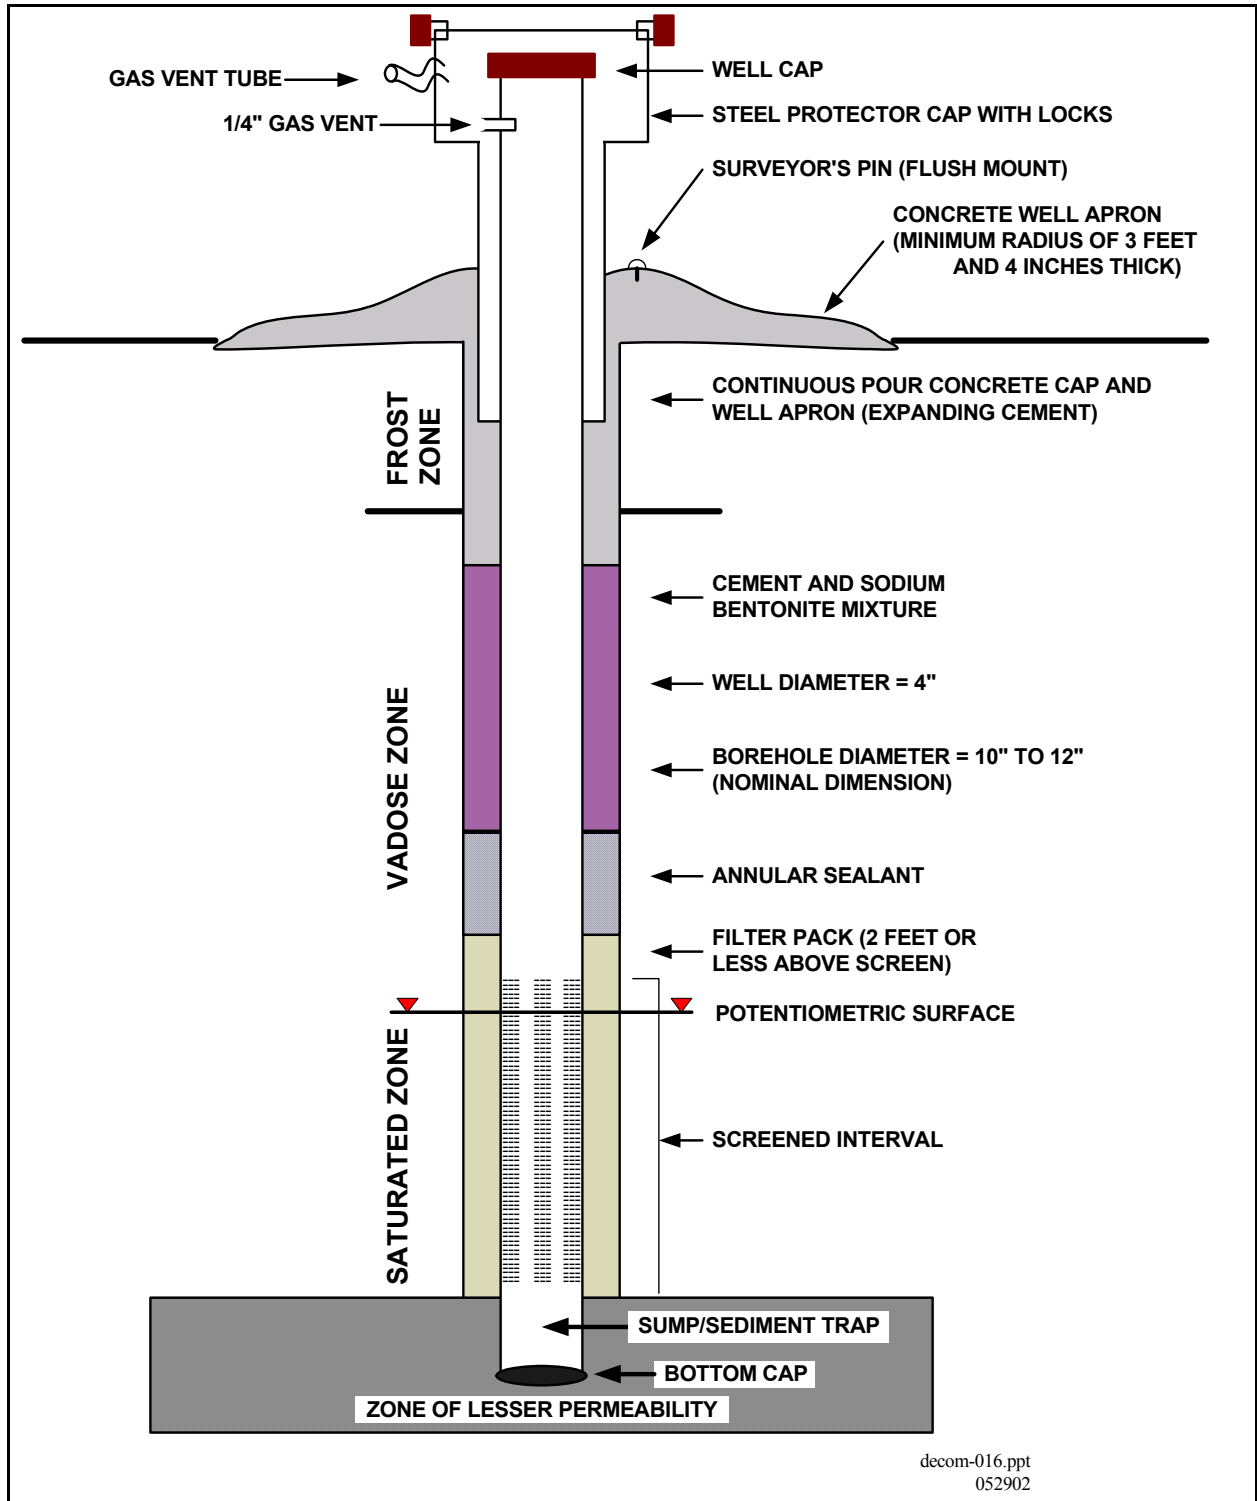 GAS VENT TUBE
WELL CAP
1/4" GAS VENT
STEEL PROTECTOR CAP WITH LOCKS
SURVEYOR'S PIN (FLUSH MOUNT)
CONCRETE WELL APRON
(MINIMUM RADIUS OF 3 FEET
AND 4 INCHES THICK)
FROST
ZONE
CONTINUOUS POUR CONCRETE CAP AND
WELL APRON (EXPANDING CEMENT)
CEMENT AND SODIUM
BENTONITE MIXTURE
VADOSE ZONE
WELL DIAMETER = 4"
BOREHOLE DIAMETER = 10" TO 12"
(NOMINAL DIMENSION)
ANNULAR SEALANT
FILTER PACK (2 FEET OR
LESS ABOVE SCREEN)
POTENTIOMETRIC SURFACE
SATURATED ZONE
SCREENED INTERVAL
SUMP/SEDIMENT TRAP
BOTTOM CAP
ZONE OF LESSER PERMEABILITY
decom-016.ppt
052902